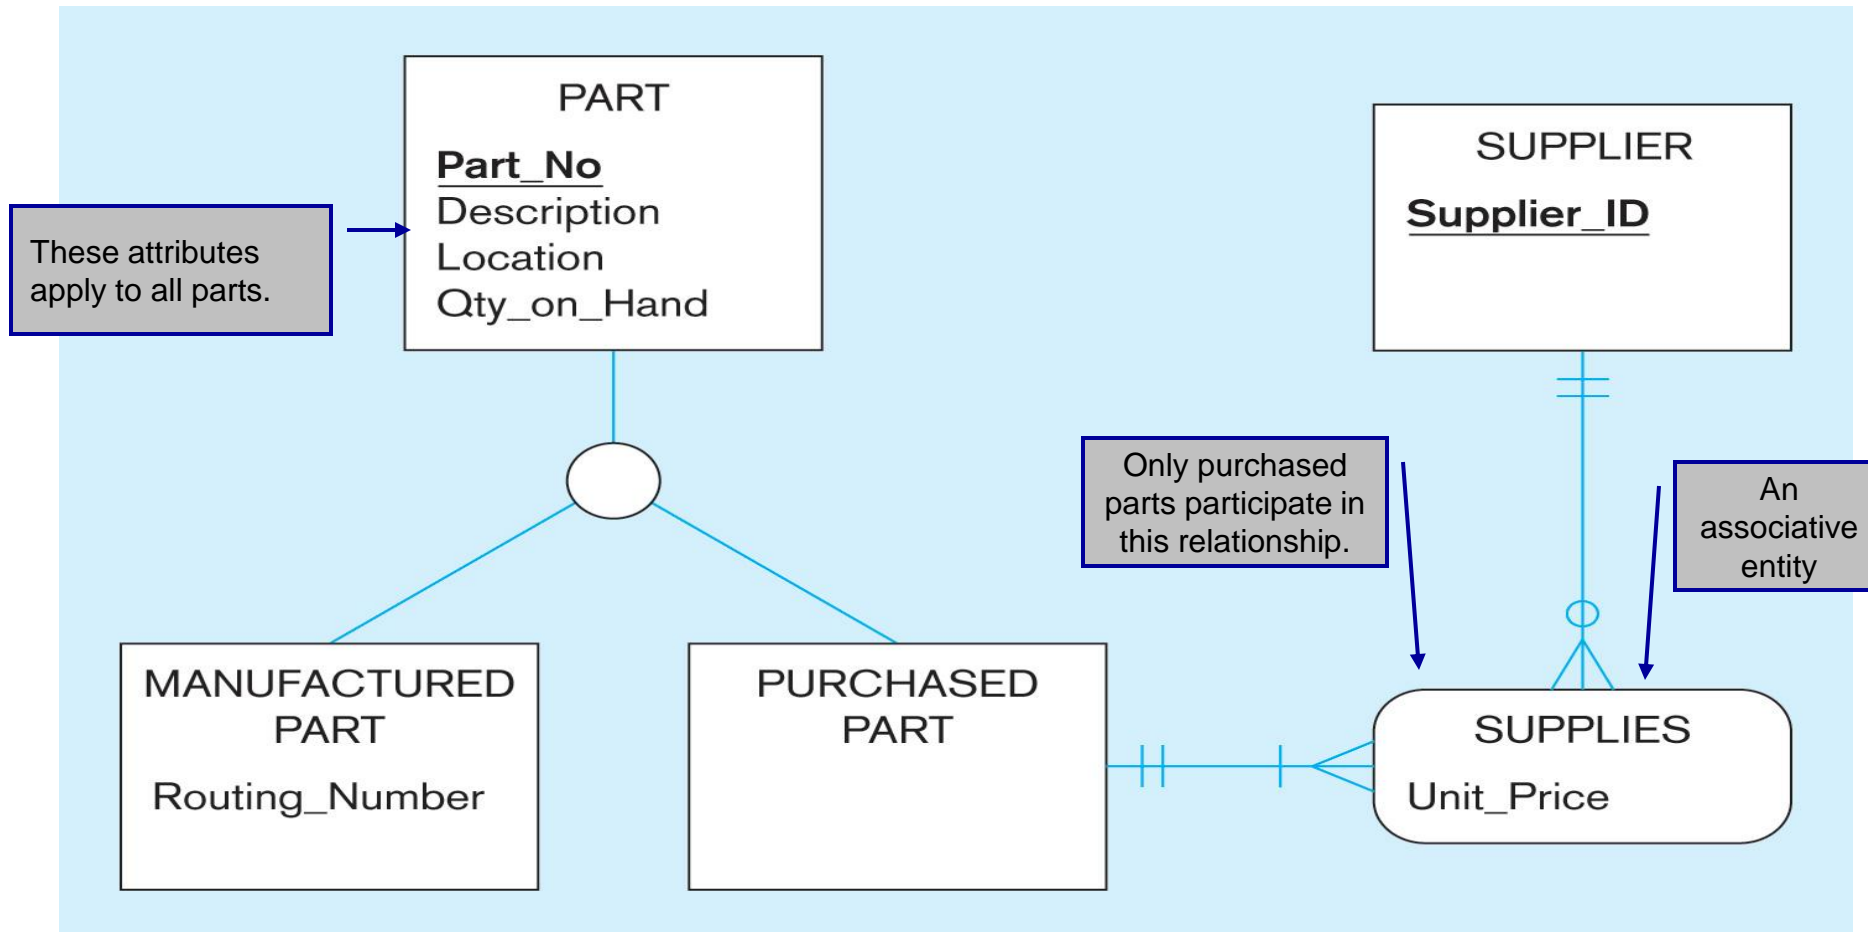 PART
Part_No
Description
Location
Qty_on_Hand
These attributes
apply to all parts.
SUPPLIER
Supplier_ID
Only purchased
parts participate in
this relationship.
An
associative
entity
MANUFACTURED
PART
Routing_Number
PURCHASED
PART
SUPPLIES
Unit_Price